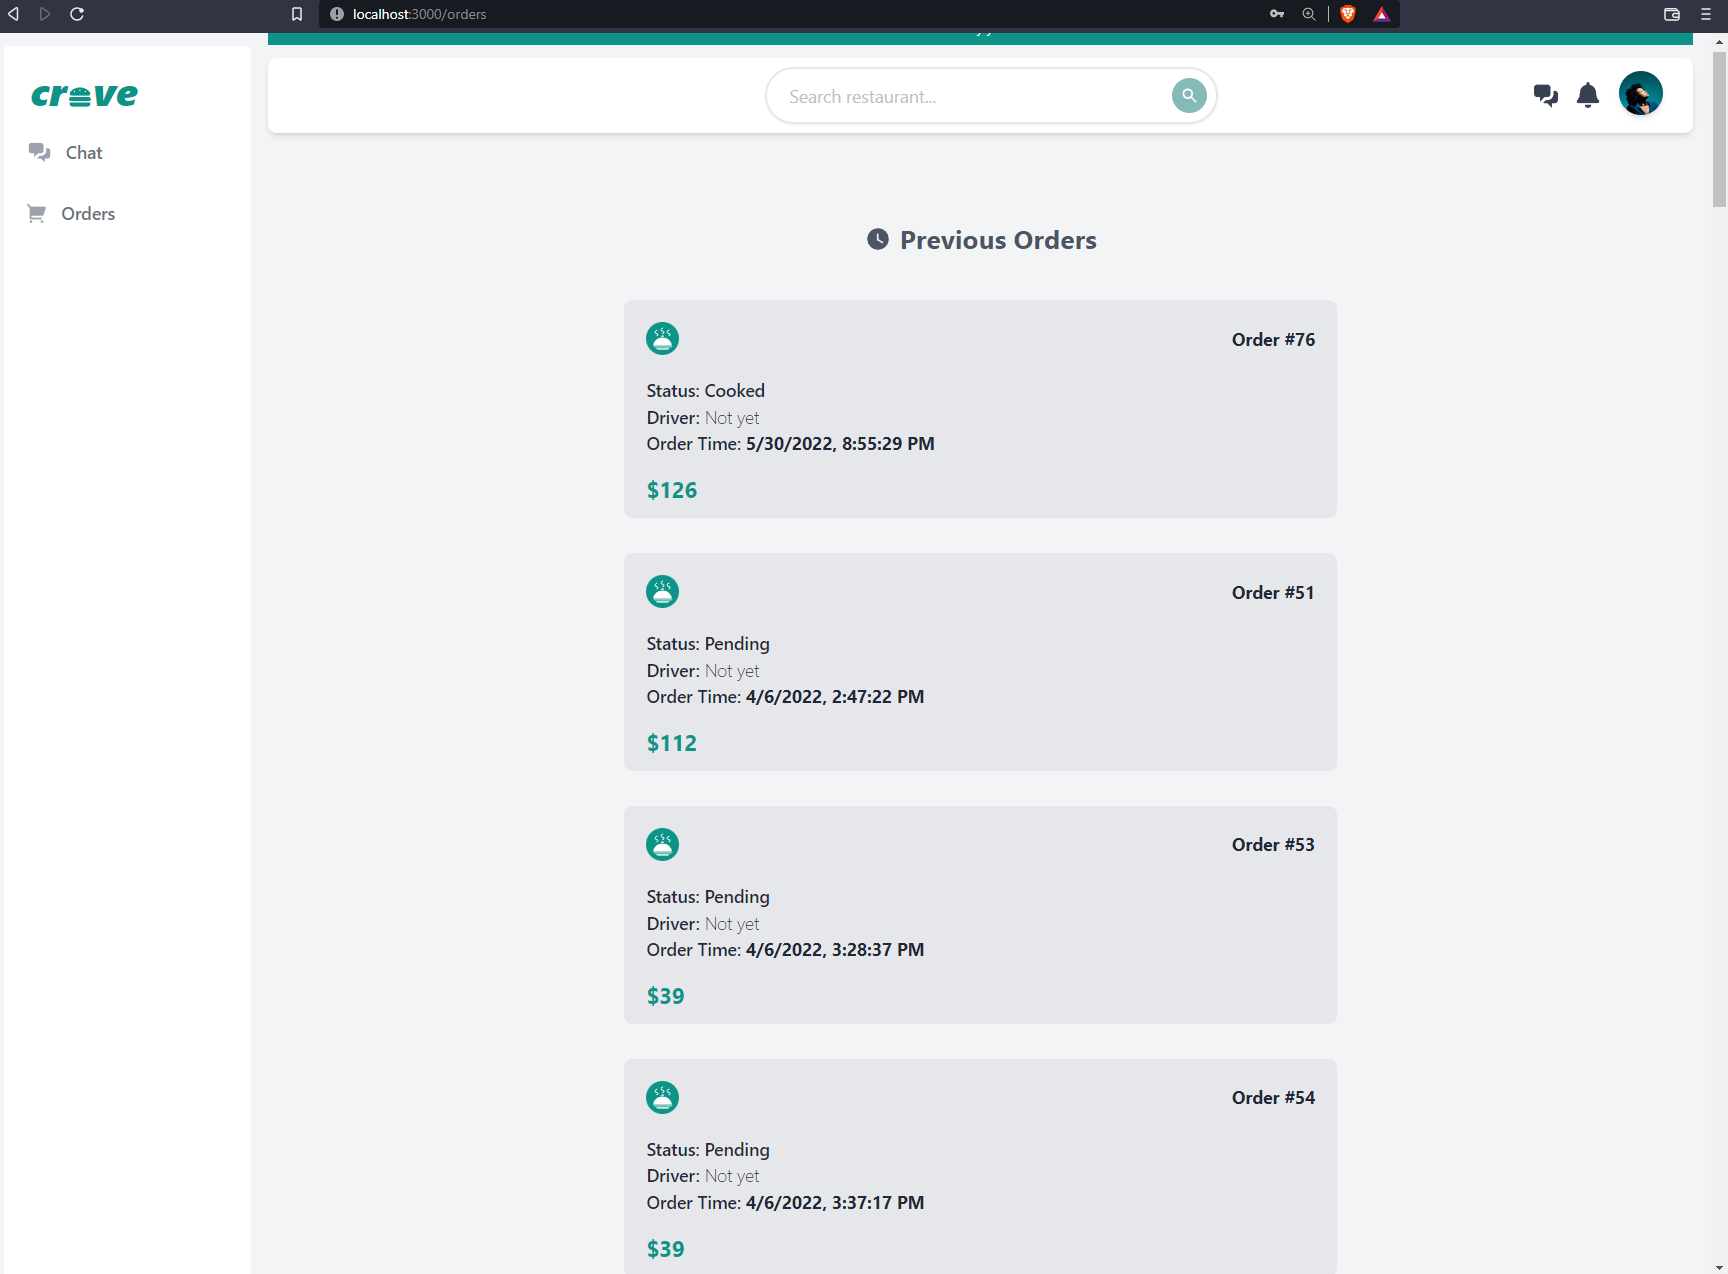 localhost:3000/orders
crave
Search restaurant...
Chat
Orders
Previous Orders
Order #76
Status: Cooked
Driver: Not yet
Order Time: 5/30/2022, 8:55:29 PM
$126
Order #51
Status: Pending
Driver: Not yet
Order Time: 4/6/2022, 2:47:22 PM
$112
Order #53
Status: Pending
Driver: Not yet
Order Time: 4/6/2022, 3:28:37 PM
$39
Order #54
Status: Pending
Driver: Not yet
Order Time: 4/6/2022, 3:37:17 PM
$39